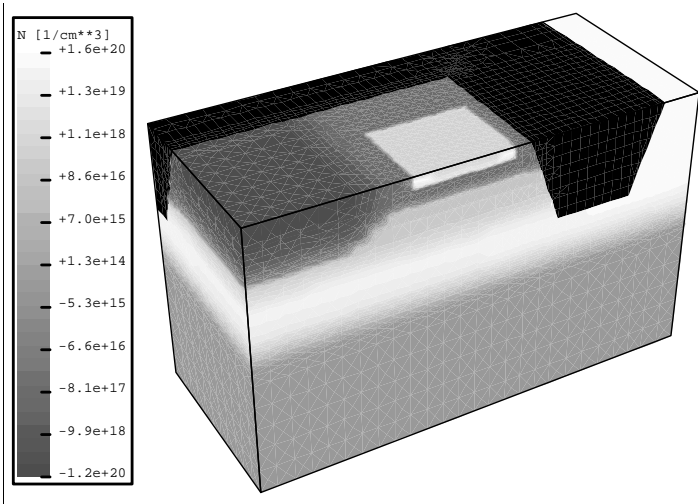 N [1/cm**3]
+1.6e+20
+1.3e+19
+1.1e+18
+8.6e+16
+7.0e+15
+1.3e+14
-5.3e+15
-6.6e+16
-8.1e+17
-9.9e+18
-1.2e+20